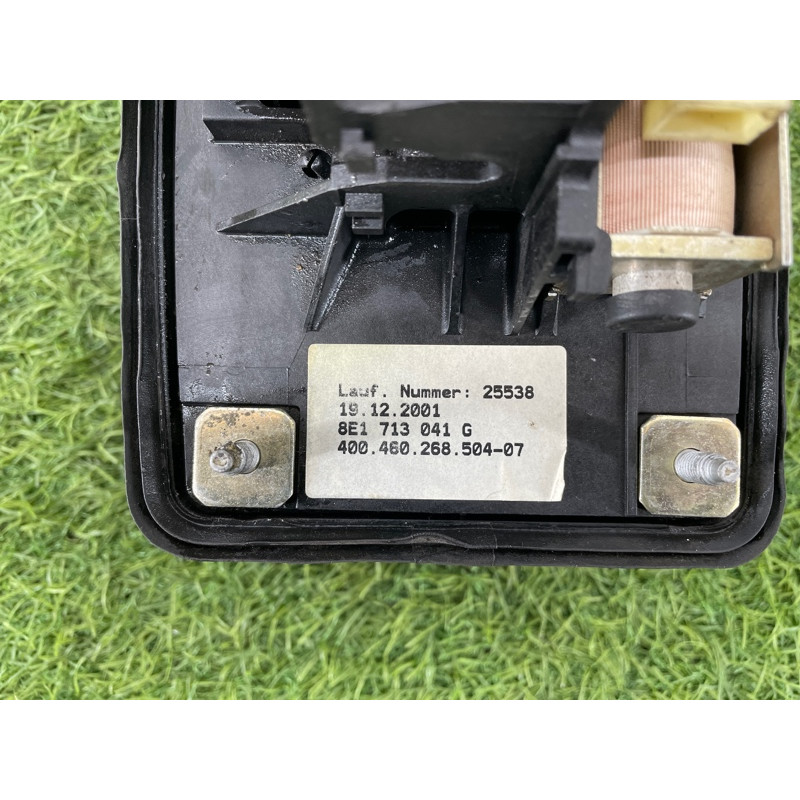 Lauf. Nummer: 25538
19.12.2001
8E1 713 041 G
400.460.268.504-07